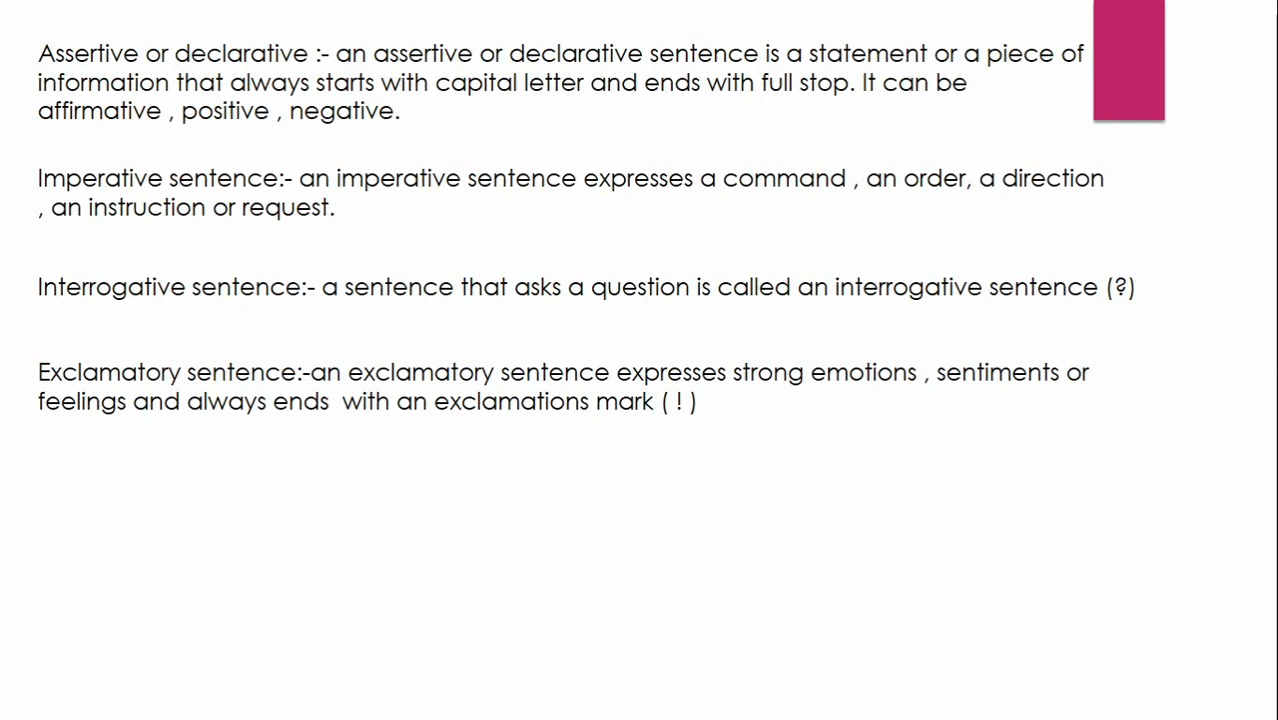 Assertive or declarative :- an assertive or declarative sentence is a statement or a piece of
information that always starts with capital letter and ends with full stop. It can be
affirmative , positive , negative.
Imperative sentence:- an imperative sentence expresses a command , an order, a direction
, an instruction or request.
Interrogative sentence:- a sentence that asks a question is called an interrogative sentence (?)
Exclamatory sentence:-an exclamatory sentence expresses strong emotions , sentiments or
feelings and always ends  with an exclamations mark ( ! )